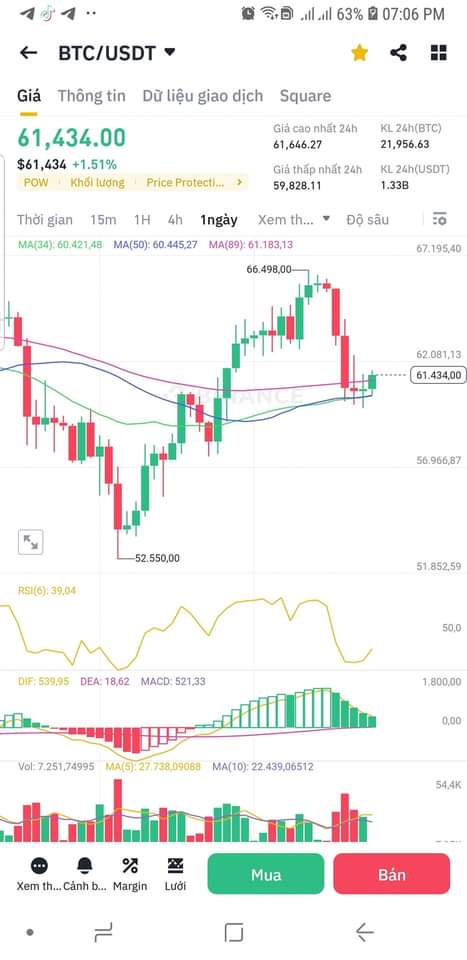 63% 07:06 PM
BTC/USDT
Giá Thông tin Dữ liệu giao dịch Square
61,434.00
$61,434 +1.51%
POW · Khối lượng · Price Protecti...
Giá cao nhất 24h
61,646.27
KL 24h(BTC)
21,956.63
Giá thấp nhất 24h
59,828.11
KL 24h(USDT)
1.33B
Thời gian 15m 1H 4h 1ngày Xem th... Độ sâu
MA(34): 60.421,48 MA(50): 60.445,27 MA(89): 61.183,13
67.195,40
66.498,00
62.081,13
61.434,00
BINANCE
56.966,87
52.550,00
51.852,59
RSI(6): 39,04
50,0
DIF: 539,95 DEA: 18,62 MACD: 521,33
1.800,00
0,00
Vol: 7.251,74995 MA(5): 27.738,09088 MA(10): 22.439,06512
54,4K
Xem th... Cảnh b... Margin Lưới Mua Bán